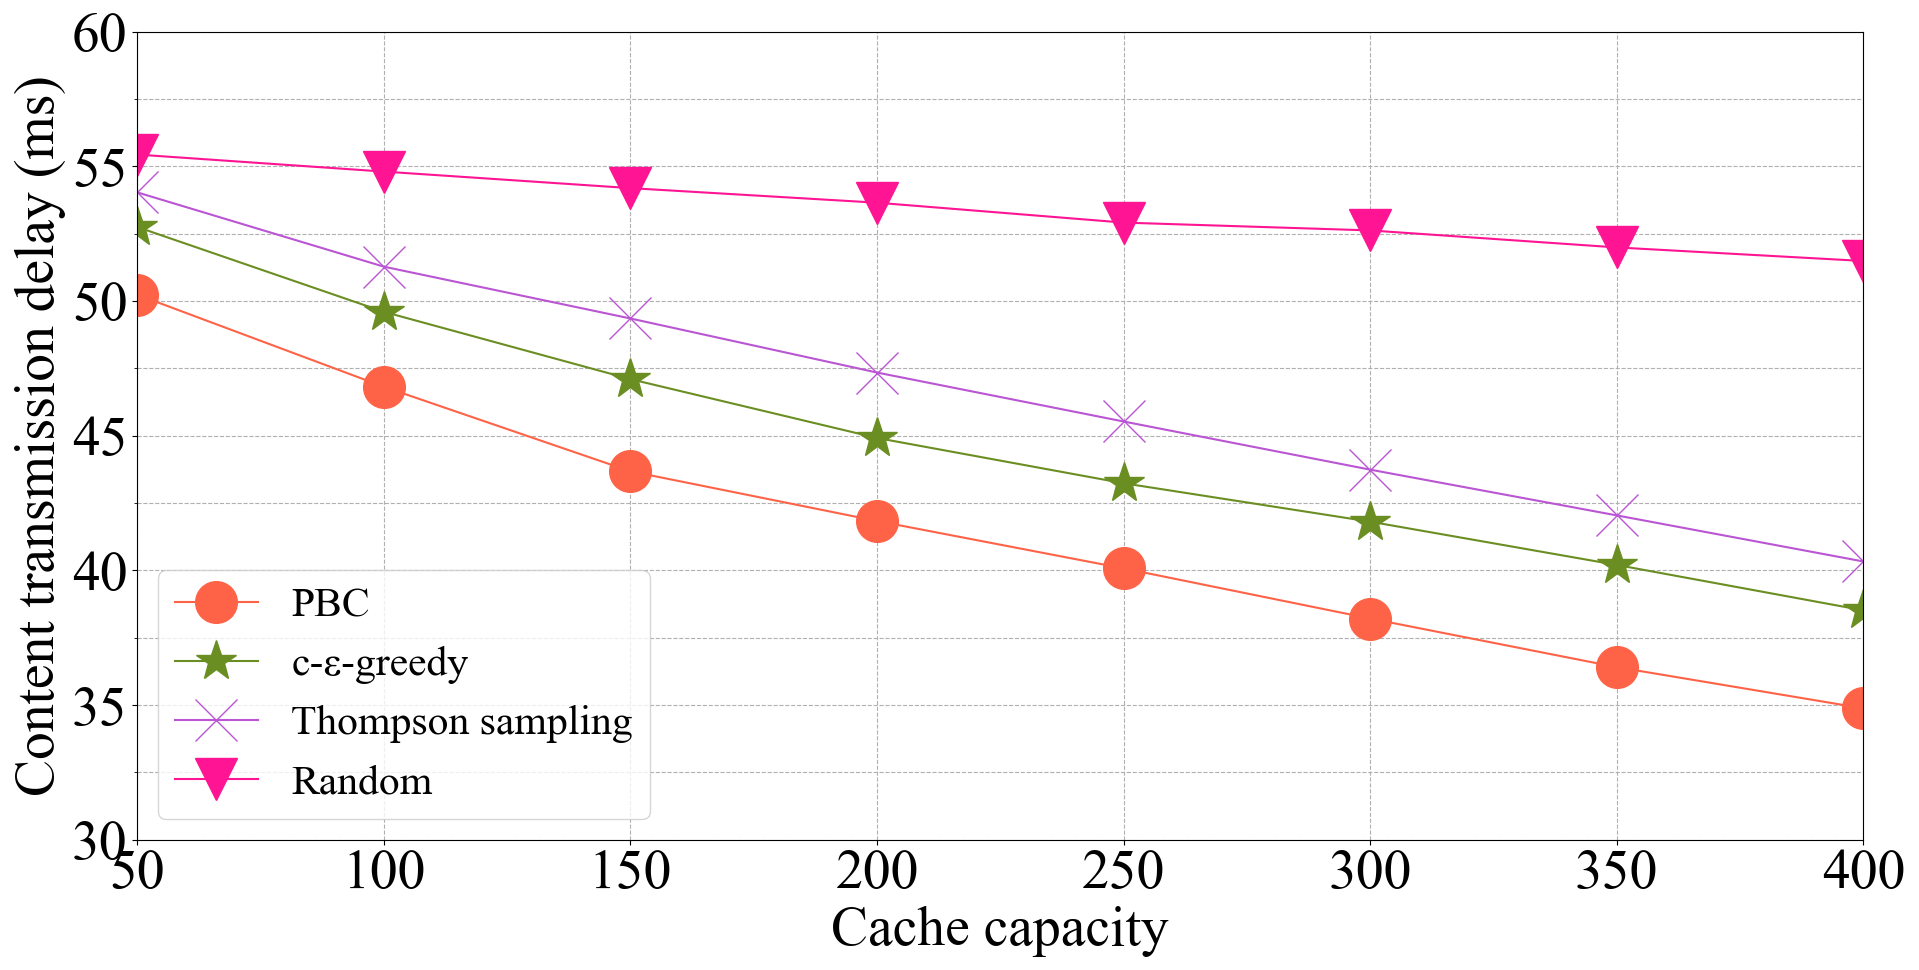 Content transmission delay (ms)
60
55
50
45
40
35
30
PBC
c-ε-greedy
Thompson sampling
Random
50 100 150 200 250 300 350 400
Cache capacity